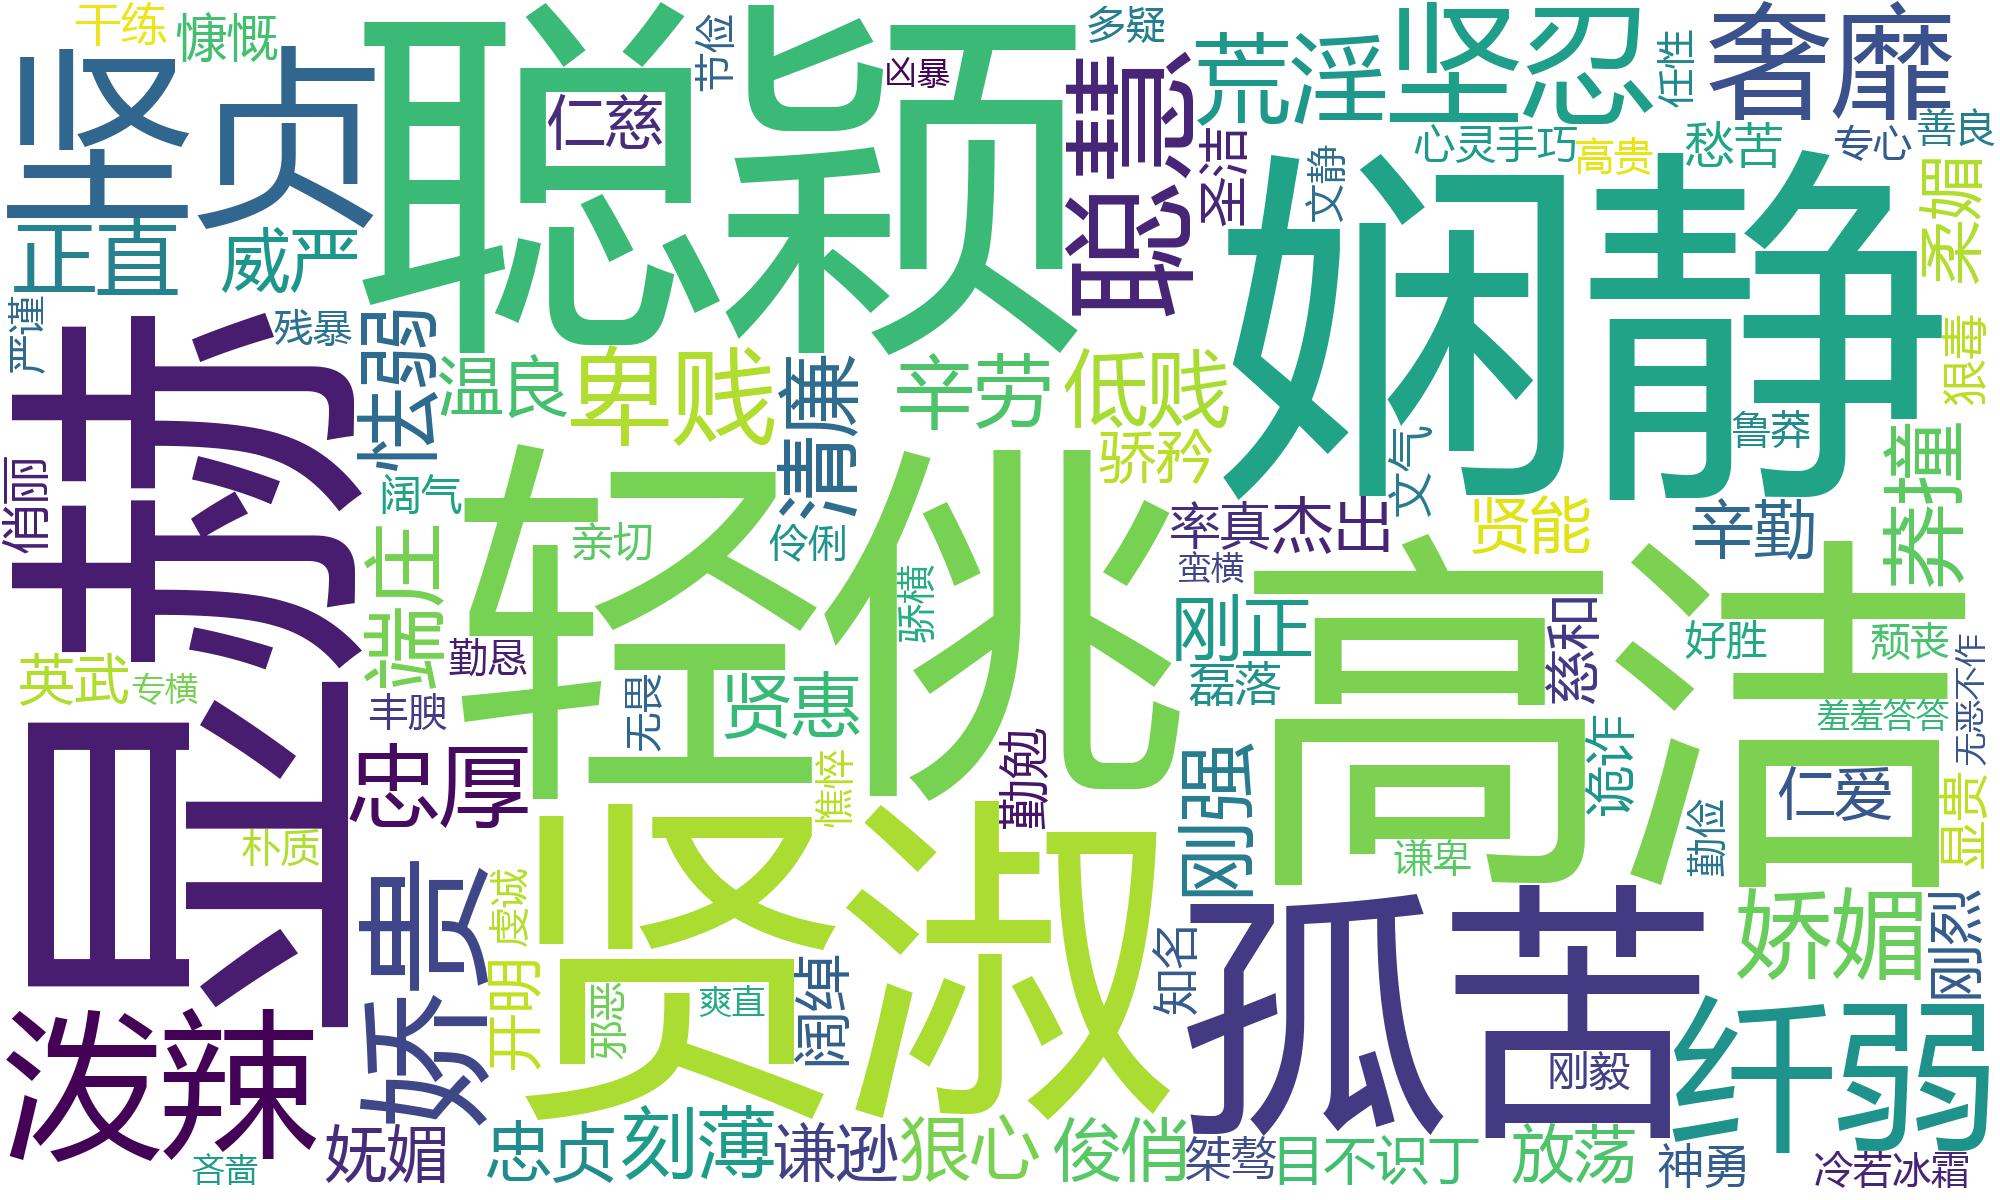 干练
慷慨
聪颖
节俭
多疑
凶暴
聪慧
荒淫
坚忍
任性
奢靡
坚贞
仁慈
圣洁
文静
心灵手巧
高贵
愁苦
专心
善良
正直
威严
娴静
柔媚
严谨
残暴
怯弱
温良
卑贱
清廉
辛劳
低贱
骄矜
狠毒
鲁莽
昂莎莎
俏丽
阔气
轻佻
亲切
伶俐
率真
杰出
文气
贤能
辛勤
莽撞
端庄
骄横
蛮横
高洁
刚正
慈和
好胜
颓丧
无恶不作
英武
专横
勤恳
丰腴
无畏
贤惠
磊落
羞羞答答
忠厚
憔悴
勤勉
刚强
诡诈
仁爱
显贵
朴质
贤淑
谦卑
勤俭
娇贵
虔诚
孤苦
娇媚
刚烈
开明
邪恶
爽直
阔绰
知名
泼辣
纤弱
刚毅
吝啬
妩媚
忠贞
刻薄
谦逊
狠心
俊俏
桀骜
目不识丁
放荡
神勇
冷若冰霜